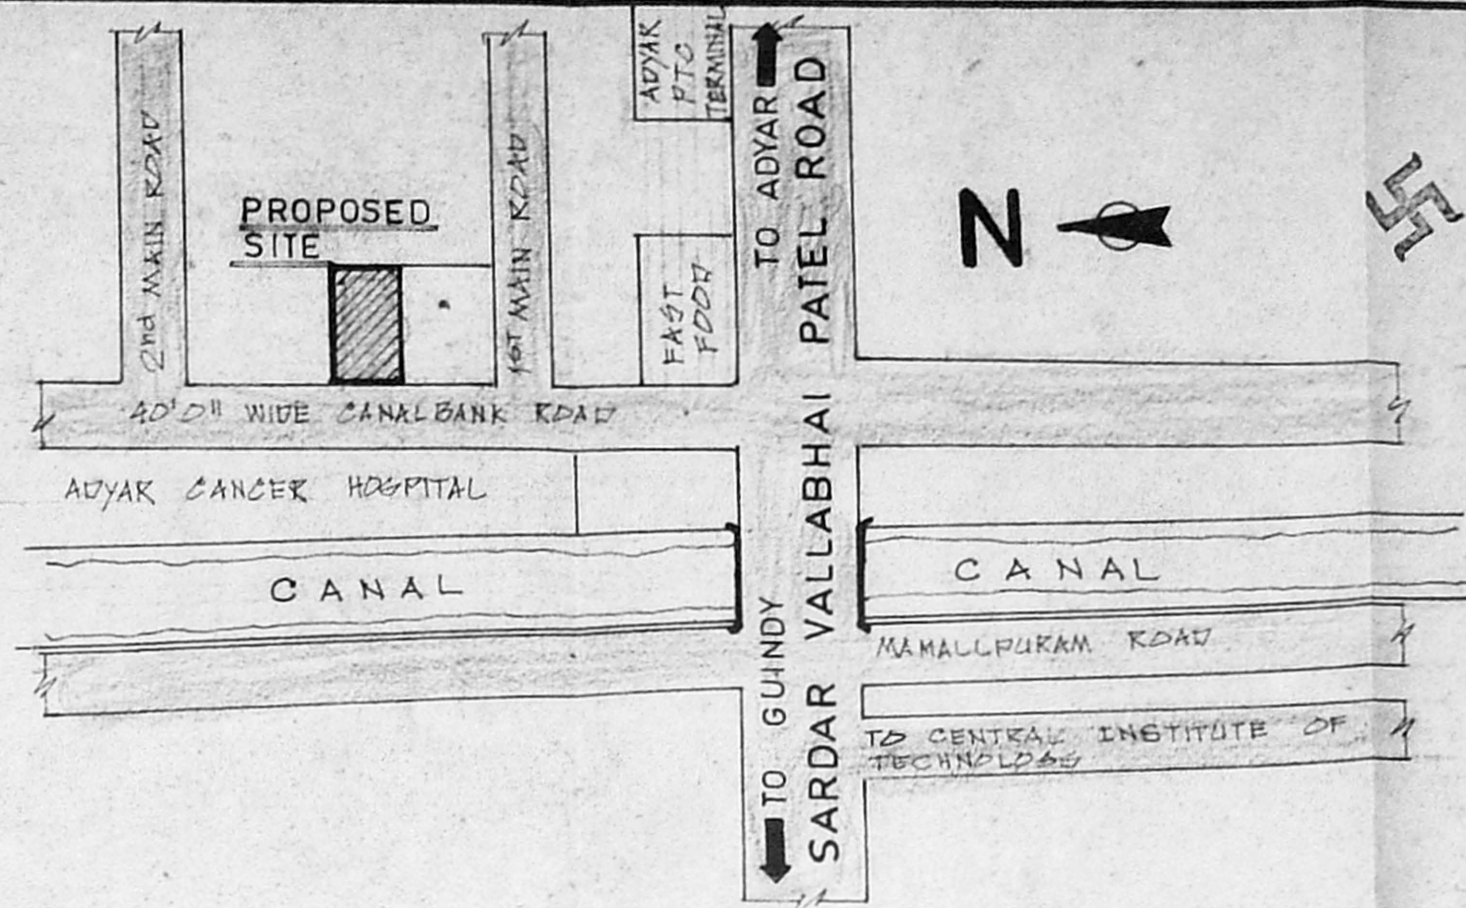 ADYAR
PTC
TERMINAL
2nd MAIN ROAD
PROPOSED
SITE
1ST MAIN ROAD
FAST
FOOD
TO ADYAR
SARDAR VALLABHAI PATEL ROAD
N
40'0" WIDE CANALBANK ROAD
ADYAR CANCER HOSPITAL
CANAL
CANAL
TO GUINDY
MAMALLPURAM ROAD
TO CENTRAL INSTITUTE OF
TECHNOLOGY